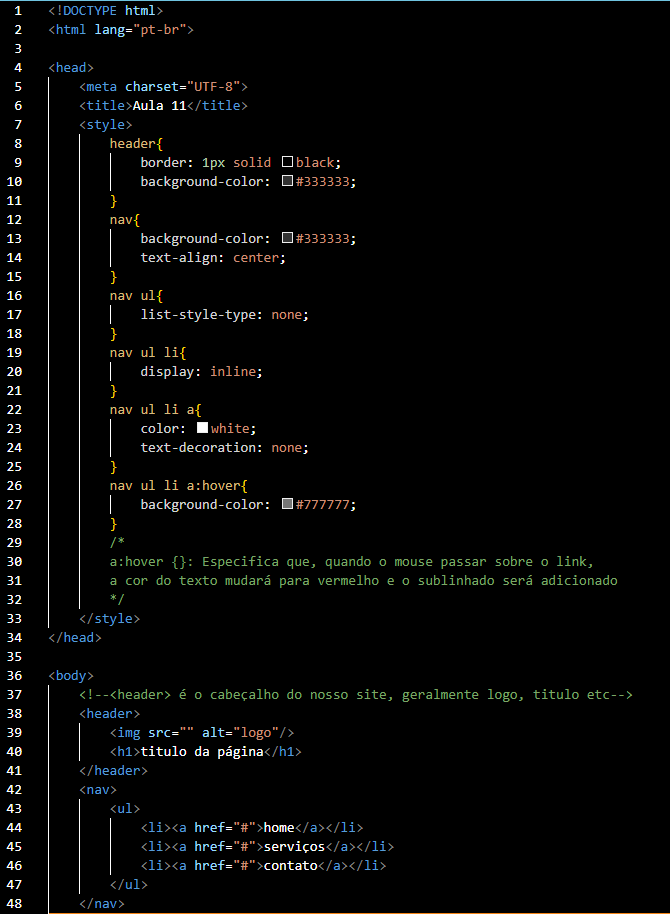 1 <!DOCTYPE html>
2 <html lang="pt-br">
3
4 <head>
5     <meta charset="UTF-8">
6     <title>Aula 11</title>
7     <style>
8         header{
9             border: 1px solid black;
10             background-color: #333333;
11         }
12         nav{
13             background-color: #333333;
14             text-align: center;
15         }
16         nav ul{
17             list-style-type: none;
18         }
19         nav ul li{
20             display: inline;
21         }
22         nav ul li a{
23             color: white;
24             text-decoration: none;
25         }
26         nav ul li a:hover{
27             background-color: #777777;
28         }
29         /*
30         a:hover {}: Especifica que, quando o mouse passar sobre o link,
31         a cor do texto mudará para vermelho e o sublinhado será adicionado
32         */
33     </style>
34 </head>
35
36 <body>
37     <!--<header> é o cabeçalho do nosso site, geralmente logo, titulo etc-->
38     <header>
39         <img src="" alt="logo"/>
40         <h1>titulo da página</h1>
41     </header>
42     <nav>
43         <ul>
44             <li><a href="#">home</a></li>
45             <li><a href="#">serviços</a></li>
46             <li><a href="#">contato</a></li>
47         </ul>
48     </nav>